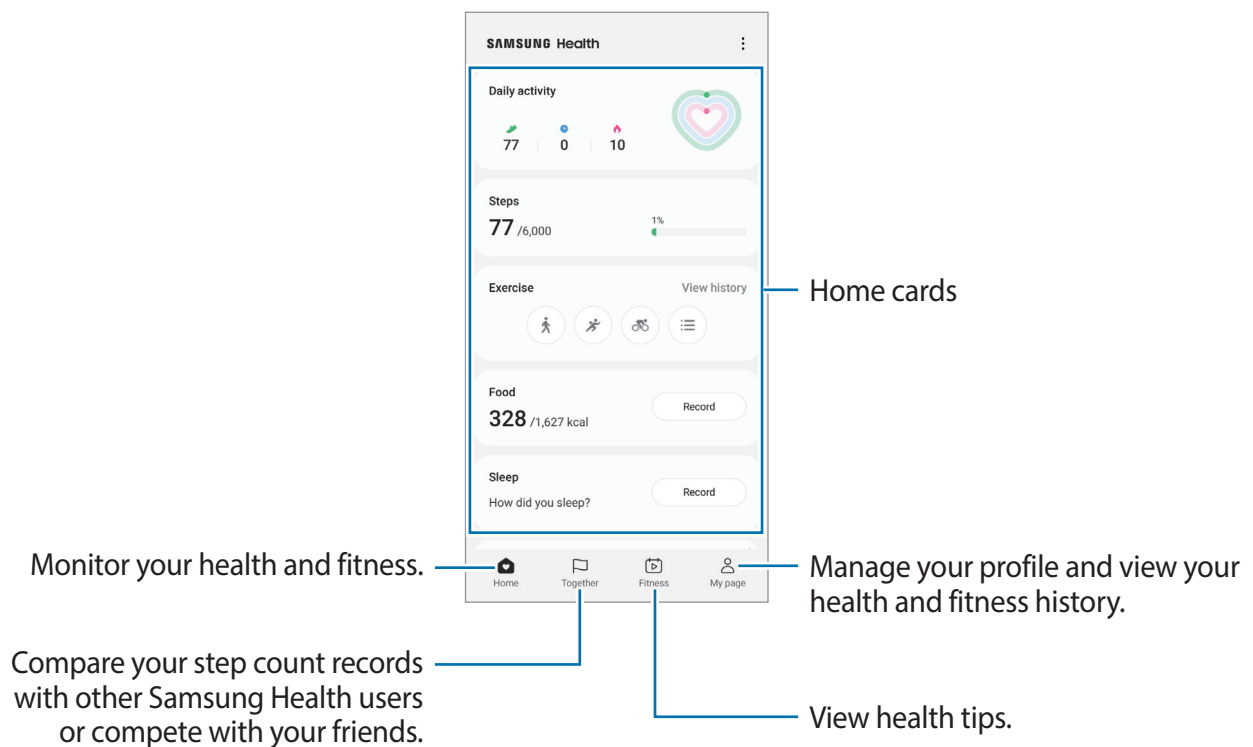 SAMSUNG Health
Daily activity
77 0 10
Steps
77 /6,000
1%
Exercise View history
Home cards
Food
328 /1,627 kcal
Record
Sleep
How did you sleep?
Record
Monitor your health and fitness.
Home Together Fitness My page
Manage your profile and view your
health and fitness history.
Compare your step count records
with other Samsung Health users
or compete with your friends.
View health tips.